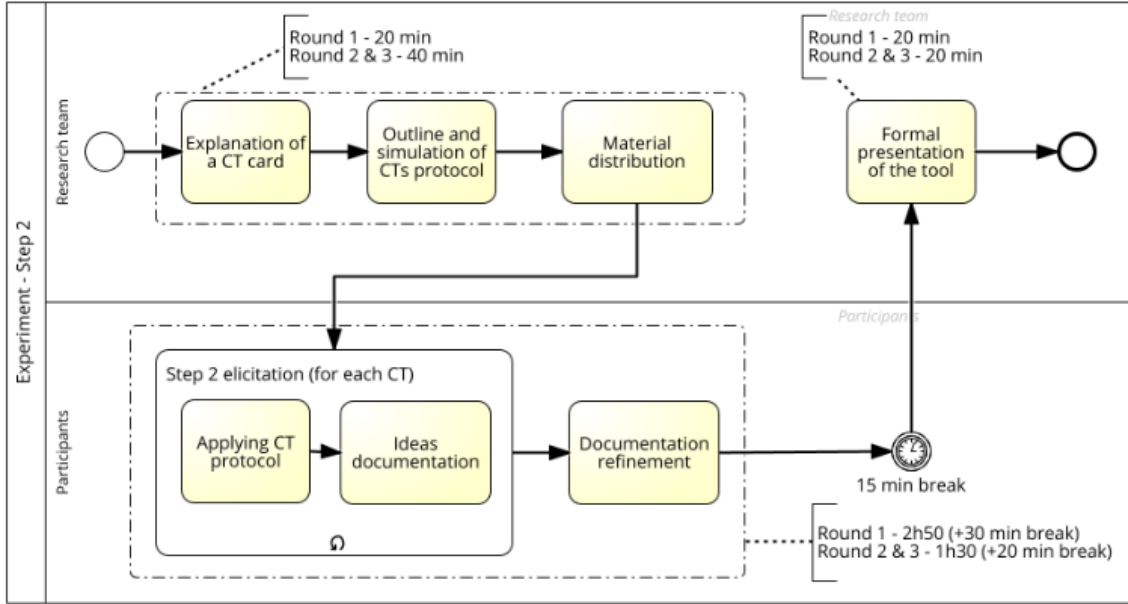 Experiment - Step 2
Research team
Research team
Round 1 - 20 min
Round 2 & 3 - 40 min
Round 1 - 20 min
Round 2 & 3 - 20 min
Explanation of
a CT card
Outline and
simulation of
CTs protocol
Material
distribution
Formal
presentation
of the tool
Participants
Participants
Step 2 elicitation (for each CT)
Applying CT
protocol
Ideas
documentation
Documentation
refinement
15 min break
Round 1 - 2h50 (+30 min break)
Round 2 & 3 - 1h30 (+20 min break)